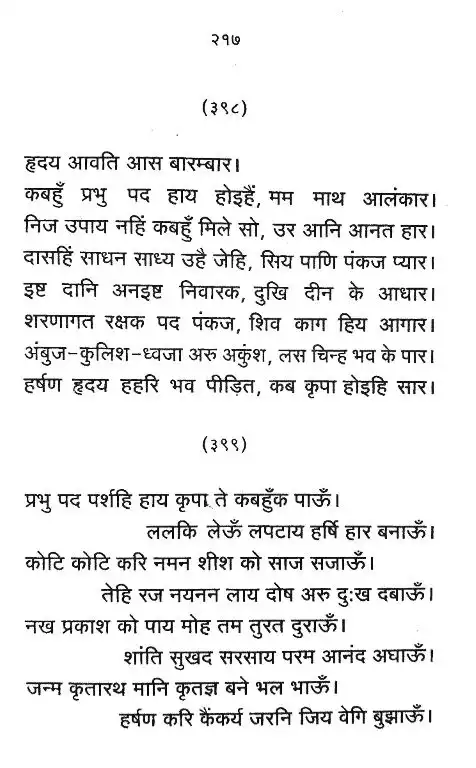 २१७
(३९८)
हृदय आवति आस बारम्बार।
कबहुँ प्रभु पद हाय होइहैं, मम माथ आलंकार।
निज उपाय नहिं कबहुँ मिले सो, उर आनि आनत हार।
दासहिं साधन साध्य उहै जेहि, सिय पाणि पंकज प्यार।
इष्ट दानि अनइष्ट निवारक, दुखि दीन के आधार।
शरणागत रक्षक पद पंकज, शिव काग हिय आगार।
अंबुज-कुलिश-ध्वजा अरु अकुंश, लस चिन्ह भव के पार।
हर्षण हृदय हहरि भव पीड़ित, कब कृपा होइहि सार।
(३९९)
प्रभु पद पर्शहि हाय कृपा ते कबहुँक पाऊँ।
ललकि लेऊँ लपटाय हर्षि हार बनाऊँ।
कोटि कोटि करि नमन शीश को साज सजाऊँ।
तेहि रज नयनन लाय दोष अरु दुःख दबाऊँ।
नख प्रकाश को पाय मोह तम तुरत दुराऊँ।
शांति सुखद सरसाय परम आनंद अघाऊँ।
जन्म कृतारथ मानि कृतज्ञ बने भल भाऊँ।
हर्षण करि कैंकर्य जरनि जिय वेगि बुझाऊँ।